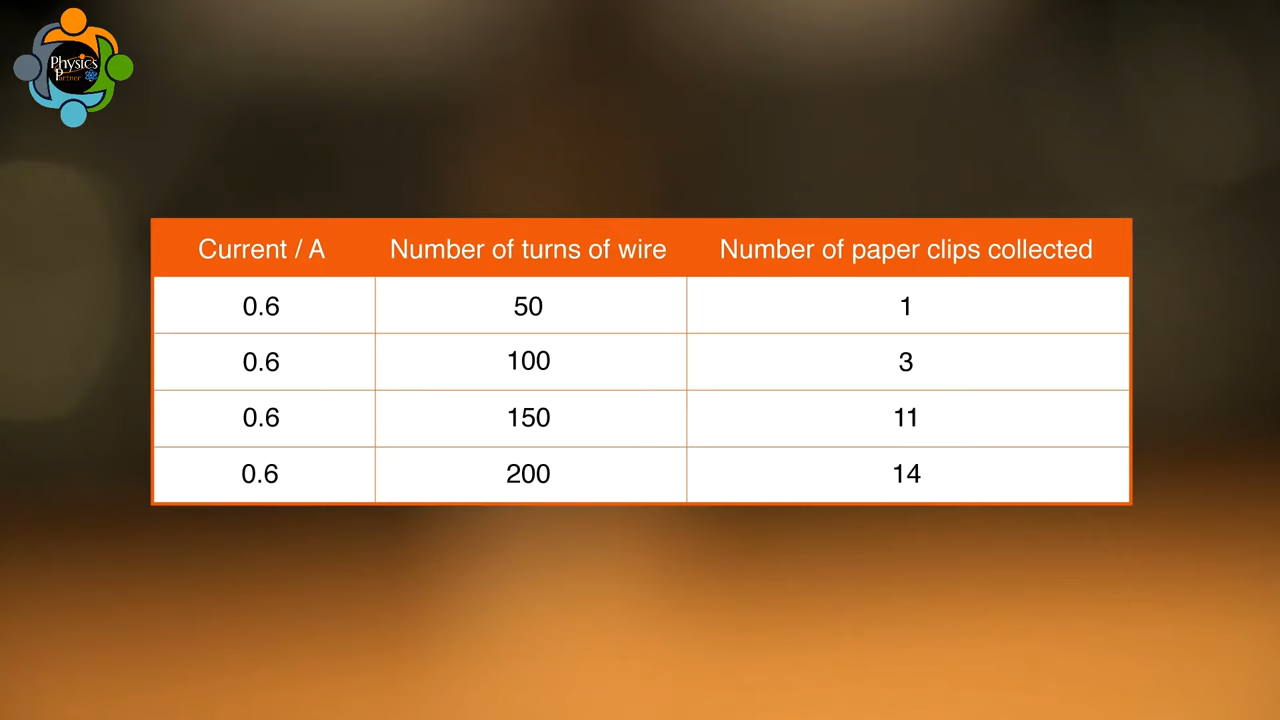 Physics
Partner
Current / A Number of turns of wire Number of paper clips collected
0.6 50 1
0.6 100 3
0.6 150 11
0.6 200 14